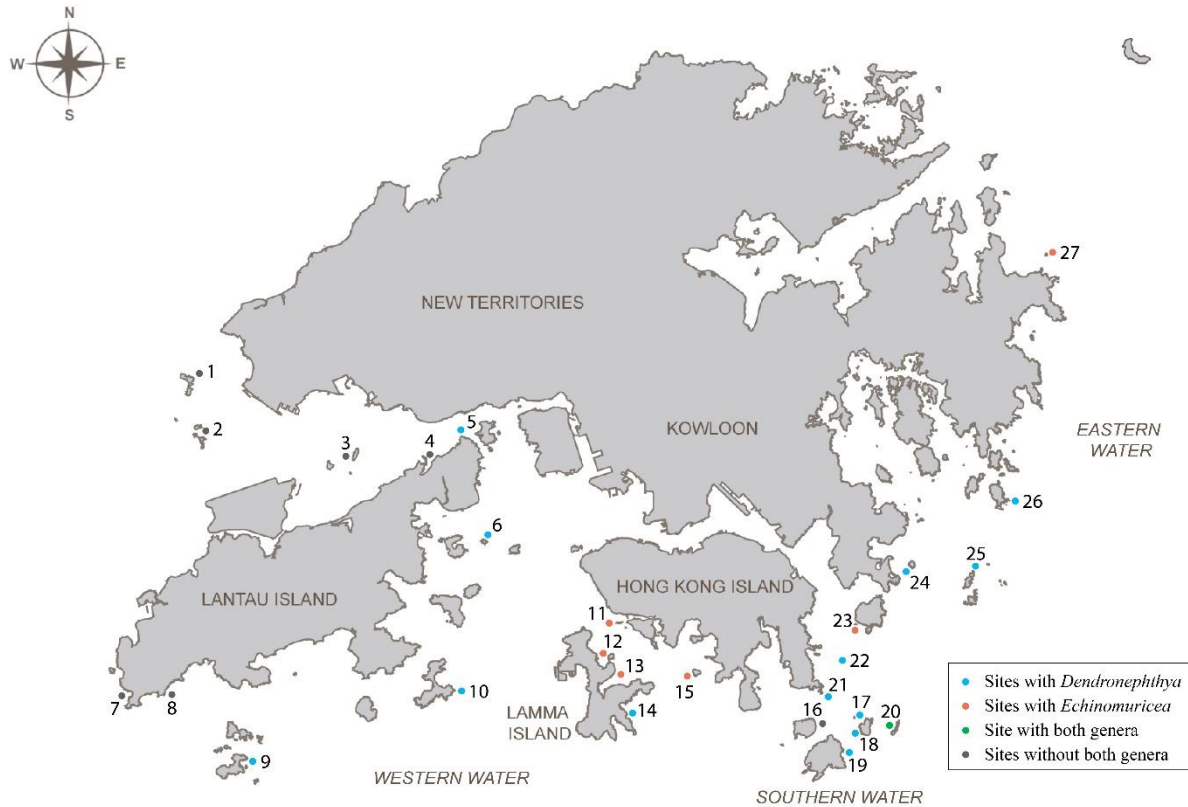 N
W E
S
NEW TERRITORIES
27
1
2
3
4
5
KOWLOON
EASTERN
WATER
26
6
25
24
LANTAU ISLAND
HONG KONG ISLAND
11
23
12
13
15
22
7
8
10
14
LAMMA
ISLAND
21
16
17
20
18
19
9
WESTERN WATER
SOUTHERN WATER
Sites with Dendronephthya
Sites with Echinomuricea
Site with both genera
Sites without both genera